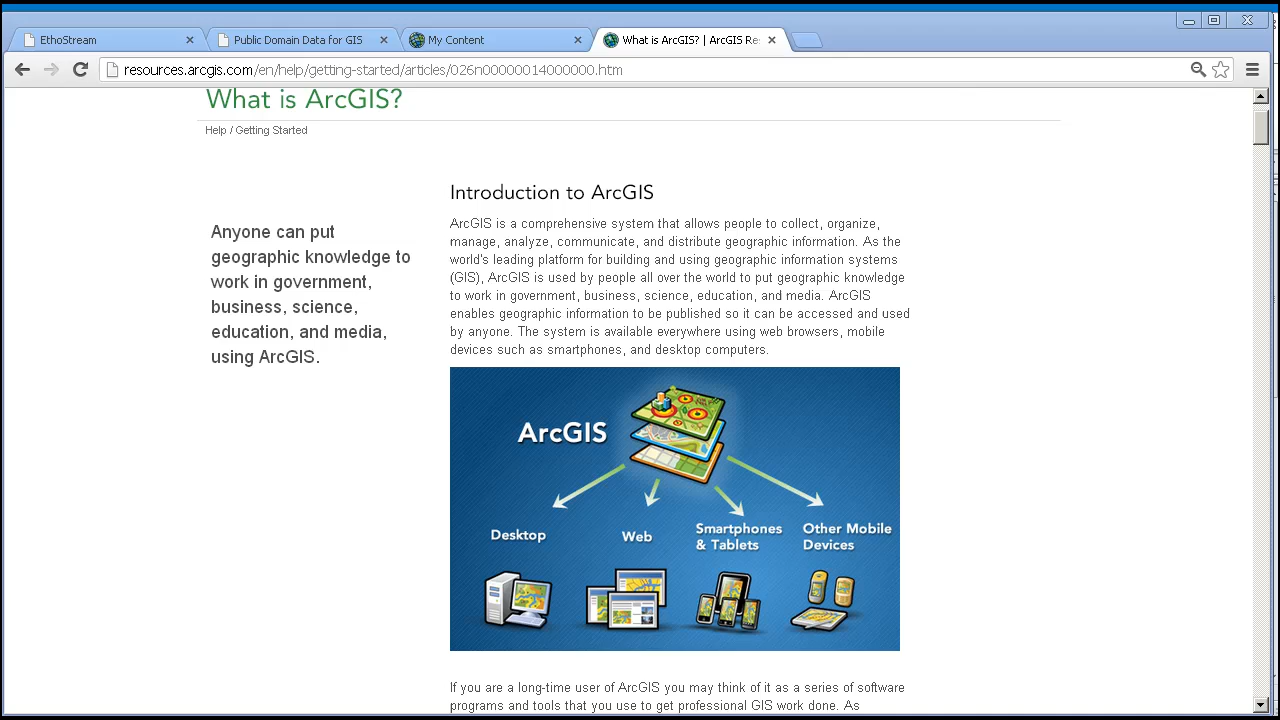 EthoStream
Public Domain Data for GIS
My Content
What is ArcGIS? | ArcGIS Re
resources.arcgis.com/en/help/getting-started/articles/026n00000014000000.htm
What is ArcGIS?
Help / Getting Started
Anyone can put
geographic knowledge to
work in government,
business, science,
education, and media,
using ArcGIS.
Introduction to ArcGIS
ArcGIS is a comprehensive system that allows people to collect, organize,
manage, analyze, communicate, and distribute geographic information. As the
world's leading platform for building and using geographic information systems
(GIS), ArcGIS is used by people all over the world to put geographic knowledge
to work in government, business, science, education, and media. ArcGIS
enables geographic information to be published so it can be accessed and used
by anyone. The system is available everywhere using web browsers, mobile
devices such as smartphones, and desktop computers.
ArcGIS
Desktop
Web
Smartphones
& Tablets
Other Mobile
Devices
If you are a long-time user of ArcGIS you may think of it as a series of software
programs and tools that you use to get professional GIS work done. As